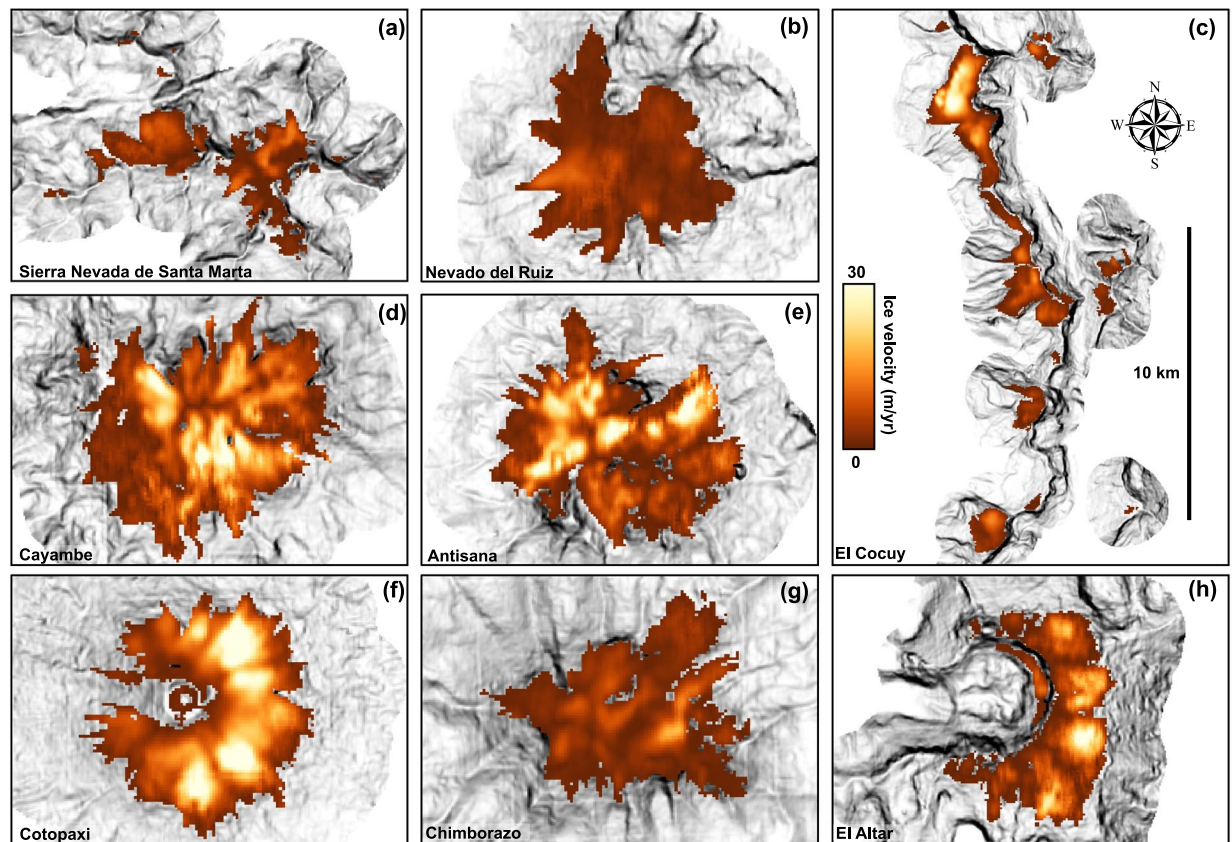 (a)
Sierra Nevada de Santa Marta
(b)
Nevado del Ruiz
(c)
N
W E
S
30
Ice velocity (m/yr)
0
10 km
El Cocuy
(d)
Cayambe
(e)
Antisana
(f)
Cotopaxi
(g)
Chimborazo
(h)
El Altar